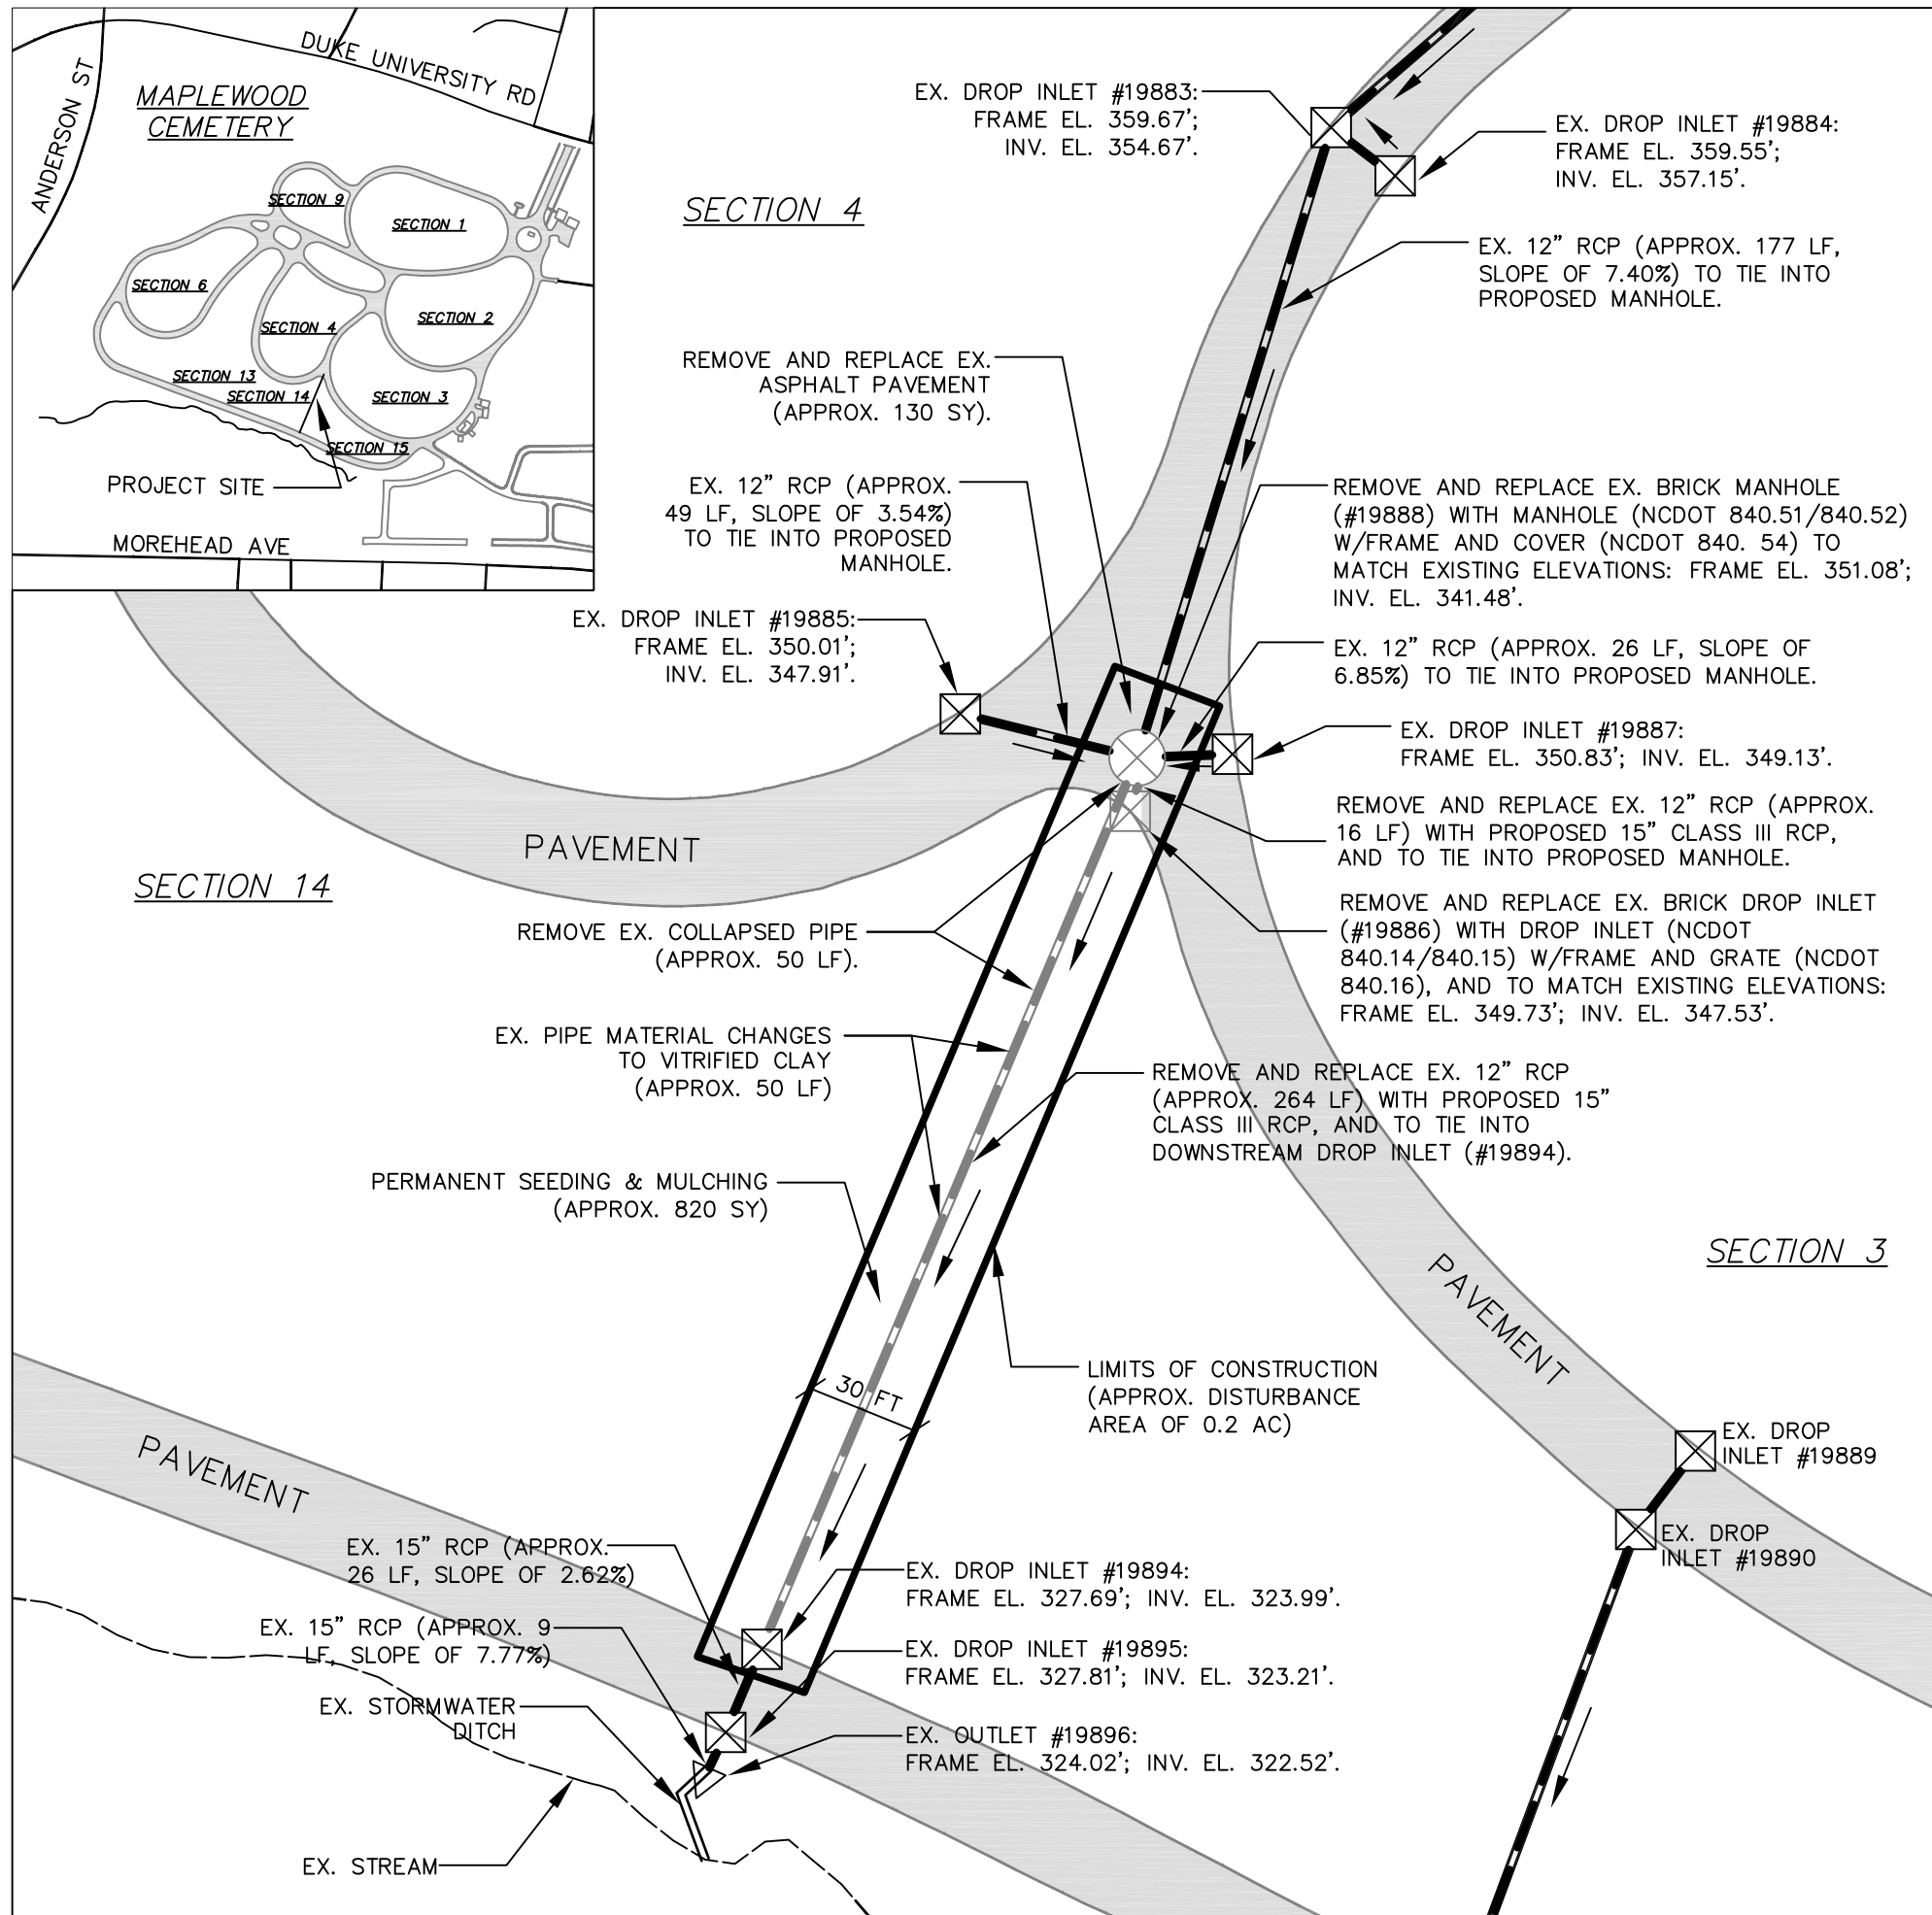 DUKE UNIVERSITY RD
ANDERSON ST
MAPLEWOOD
CEMETERY
SECTION 9
SECTION 1
SECTION 6
SECTION 4
SECTION 2
SECTION 13
SECTION 14
SECTION 3
SECTION 15
PROJECT SITE
MOREHEAD AVE
EX. DROP INLET #19883:
FRAME EL. 359.67';
INV. EL. 354.67'.
EX. DROP INLET #19884:
FRAME EL. 359.55';
INV. EL. 357.15'.
SECTION 4
EX. 12" RCP (APPROX. 177 LF,
SLOPE OF 7.40%) TO TIE INTO
PROPOSED MANHOLE.
REMOVE AND REPLACE EX.
ASPHALT PAVEMENT
(APPROX. 130 SY).
EX. 12" RCP (APPROX.
49 LF, SLOPE OF 3.54%)
TO TIE INTO PROPOSED
MANHOLE.
REMOVE AND REPLACE EX. BRICK MANHOLE
(#19888) WITH MANHOLE (NCDOT 840.51/840.52)
W/FRAME AND COVER (NCDOT 840. 54) TO
MATCH EXISTING ELEVATIONS: FRAME EL. 351.08';
INV. EL. 341.48'.
EX. DROP INLET #19885:
FRAME EL. 350.01';
INV. EL. 347.91'.
EX. 12" RCP (APPROX. 26 LF, SLOPE OF
6.85%) TO TIE INTO PROPOSED MANHOLE.
EX. DROP INLET #19887:
FRAME EL. 350.83'; INV. EL. 349.13'.
REMOVE AND REPLACE EX. 12" RCP (APPROX.
16 LF) WITH PROPOSED 15" CLASS III RCP,
AND TO TIE INTO PROPOSED MANHOLE.
PAVEMENT
SECTION 14
REMOVE AND REPLACE EX. BRICK DROP INLET
(#19886) WITH DROP INLET (NCDOT
840.14/840.15) W/FRAME AND GRATE (NCDOT
840.16), AND TO MATCH EXISTING ELEVATIONS:
FRAME EL. 349.73'; INV. EL. 347.53'.
REMOVE EX. COLLAPSED PIPE
(APPROX. 50 LF).
EX. PIPE MATERIAL CHANGES
TO VITRIFIED CLAY
(APPROX. 50 LF)
REMOVE AND REPLACE EX. 12" RCP
(APPROX. 264 LF) WITH PROPOSED 15"
CLASS III RCP, AND TO TIE INTO
DOWNSTREAM DROP INLET (#19894).
PERMANENT SEEDING & MULCHING
(APPROX. 820 SY)
SECTION 3
PAVEMENT
LIMITS OF CONSTRUCTION
(APPROX. DISTURBANCE
AREA OF 0.2 AC)
30 FT
EX. DROP
INLET #19889
PAVEMENT
EX. DROP
INLET #19890
EX. 15" RCP (APPROX.
26 LF, SLOPE OF 2.62%)
EX. DROP INLET #19894:
FRAME EL. 327.69'; INV. EL. 323.99'.
EX. 15" RCP (APPROX. 9
LF, SLOPE OF 7.77%)
EX. DROP INLET #19895:
FRAME EL. 327.81'; INV. EL. 323.21'.
EX. STORMWATER
DITCH
EX. OUTLET #19896:
FRAME EL. 324.02'; INV. EL. 322.52'.
EX. STREAM